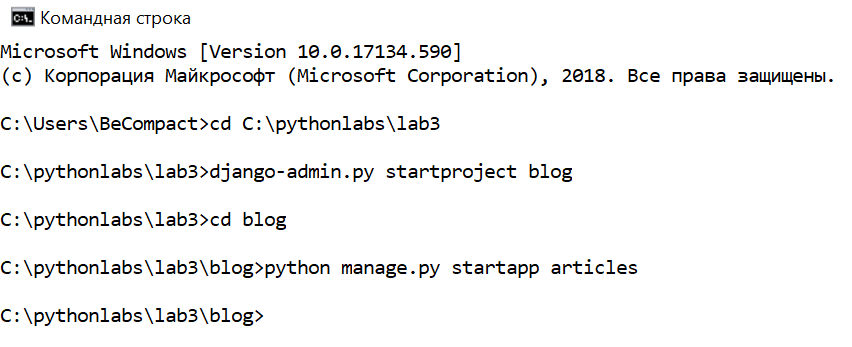 Командная строка
Microsoft Windows [Version 10.0.17134.590]
(c) Корпорация Майкрософт (Microsoft Corporation), 2018. Все права защищены.
C:\Users\BeCompact>cd C:\pythonlabs\lab3
C:\pythonlabs\lab3>django-admin.py startproject blog
C:\pythonlabs\lab3>cd blog
C:\pythonlabs\lab3\blog>python manage.py startapp articles
C:\pythonlabs\lab3\blog>